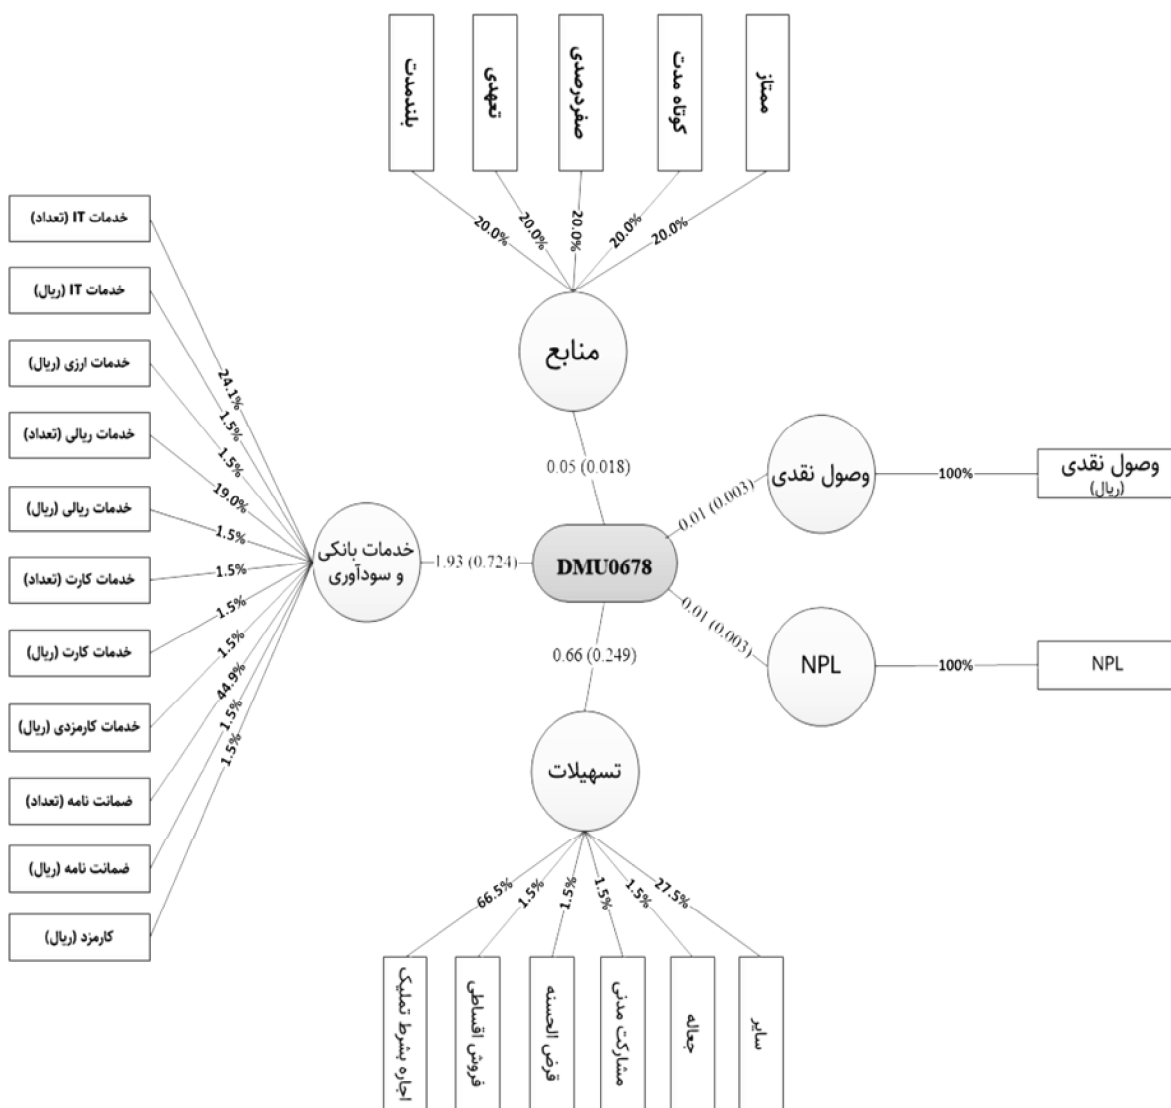 بلندمدت
تعهدی
صفردرصدی
کوتاه مدت
ممتاز
20.0%
20.0%
20.0%
20.0%
20.0%
منابع
0.05 (0.018)
خدمات IT (تعداد)
خدمات IT (ریال)
خدمات ارزی (ریال)
خدمات ریالی (تعداد)
خدمات ریالی (ریال)
خدمات کارت (تعداد)
خدمات کارت (ریال)
خدمات کارمزدی (ریال)
ضمانت نامه (تعداد)
ضمانت نامه (ریال)
کارمزد (ریال)
24.1%
1.5%
1.5%
19.0%
1.5%
1.5%
1.5%
1.5%
44.9%
1.5%
1.5%
خدمات بانکی
و سودآوری
1.93 (0.724)
DMU0678
0.01 (0.003)
وصول نقدی
100%
وصول نقدی
(ریال)
0.01 (0.003)
NPL
100%
NPL
0.66 (0.249)
تسهیلات
66.5%
1.5%
1.5%
1.5%
1.5%
27.5%
اجاره بشرط تملیک
فروش اقساطی
قرض الحسنه
مشارکت مدنی
جعاله
سایر